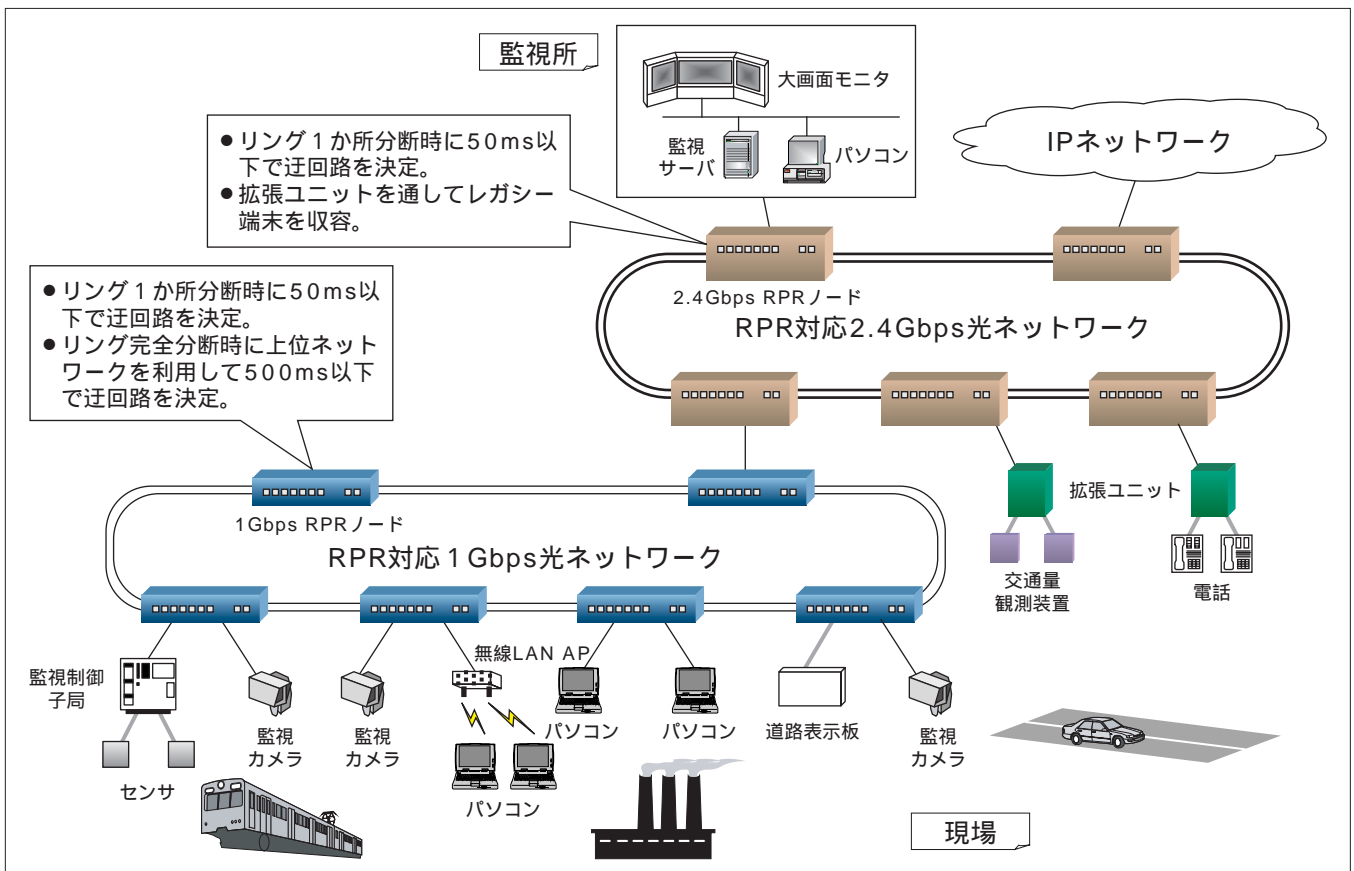 監視所
大画面モニタ
監視
サーバ
パソコン
IPネットワーク
●リング1か所分断時に50ms以
下で迂回路を決定。
●拡張ユニットを通してレガシー
端末を収容。
2.4Gbps RPRノード
RPR対応2.4Gbps光ネットワーク
●リング1か所分断時に50ms以
下で迂回路を決定。
●リング完全分断時に上位ネット
ワークを利用して500ms以下
で迂回路を決定。
1Gbps RPRノード
RPR対応1Gbps光ネットワーク
拡張ユニット
交通量
観測装置
電話
監視制御
子局
センサ
監視
カメラ
監視
カメラ
無線LAN AP
パソコン
パソコン
パソコン
道路表示板
監視
カメラ
現場